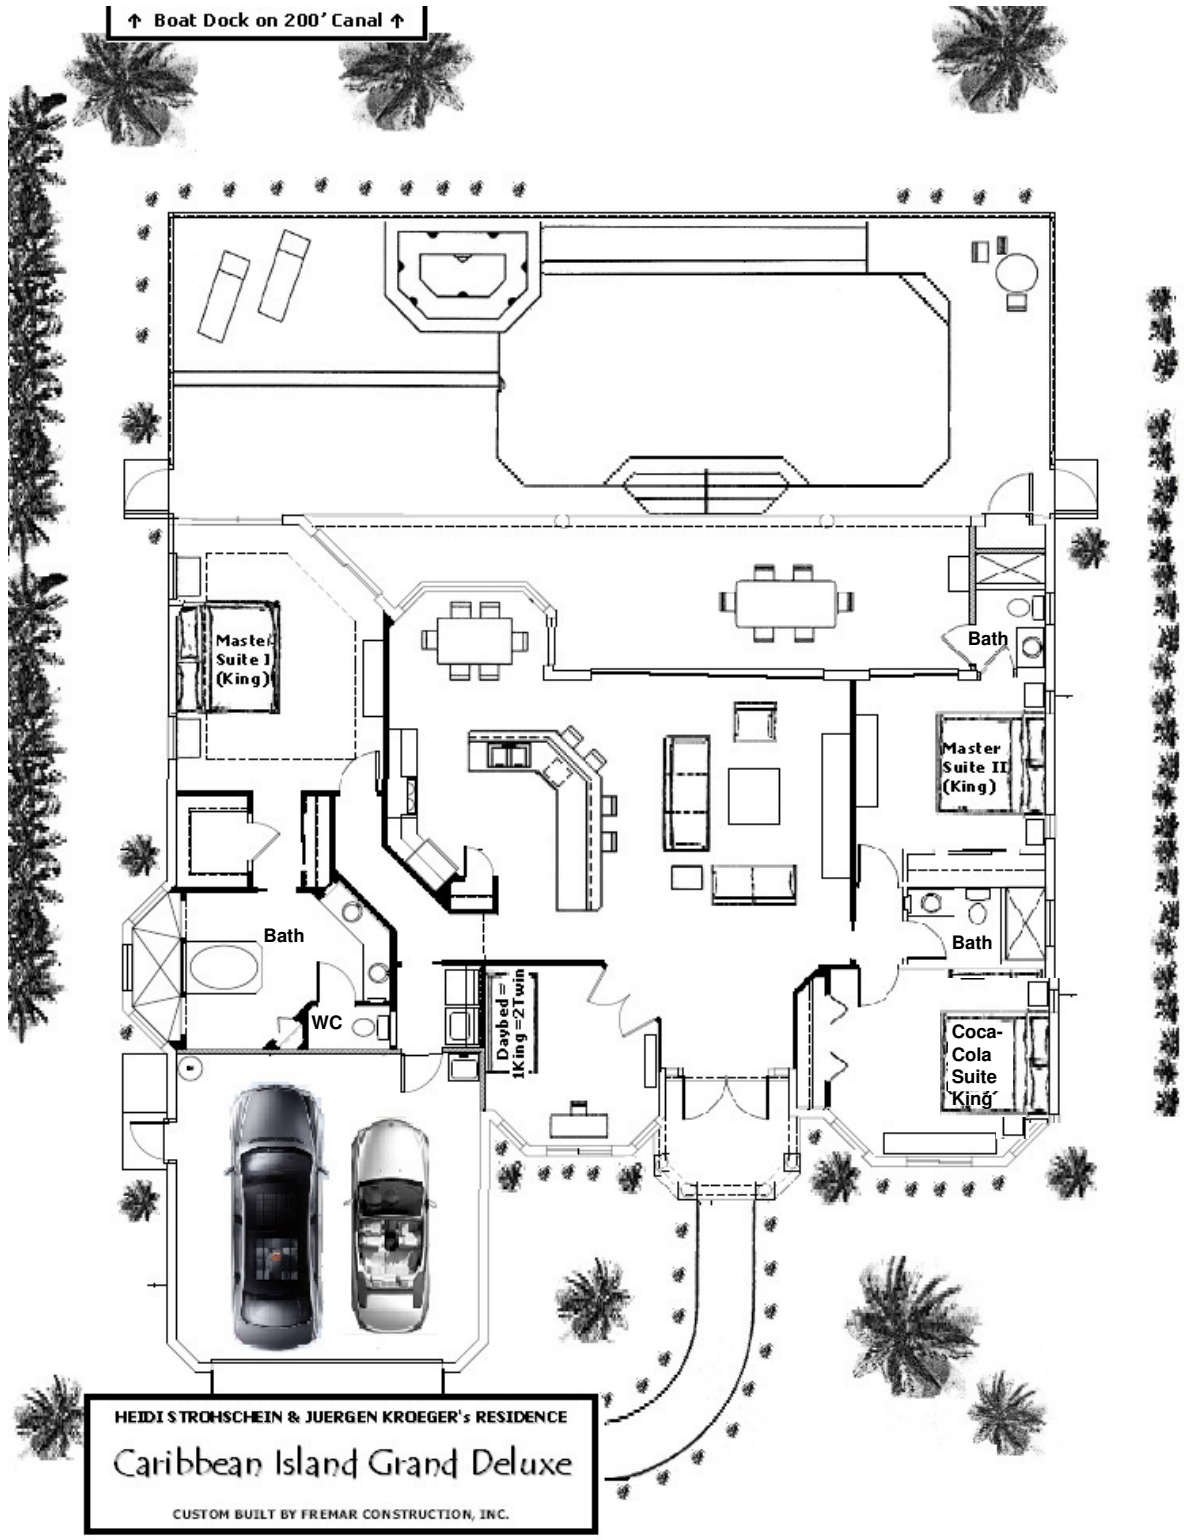 ↑ Boat Dock on 200' Canal ↑
Master
Suite I
(King)
Bath
Master
Suite II
(King)
Bath
Bath
WC
Daybed =
1King =2Twin
Coca-
Cola
Suite
King
HEIDI STROHSCHEIN & JUERGEN KROEGER's RESIDENCE
Caribbean Island Grand Deluxe
CUSTOM BUILT BY FREMAR CONSTRUCTION, INC.